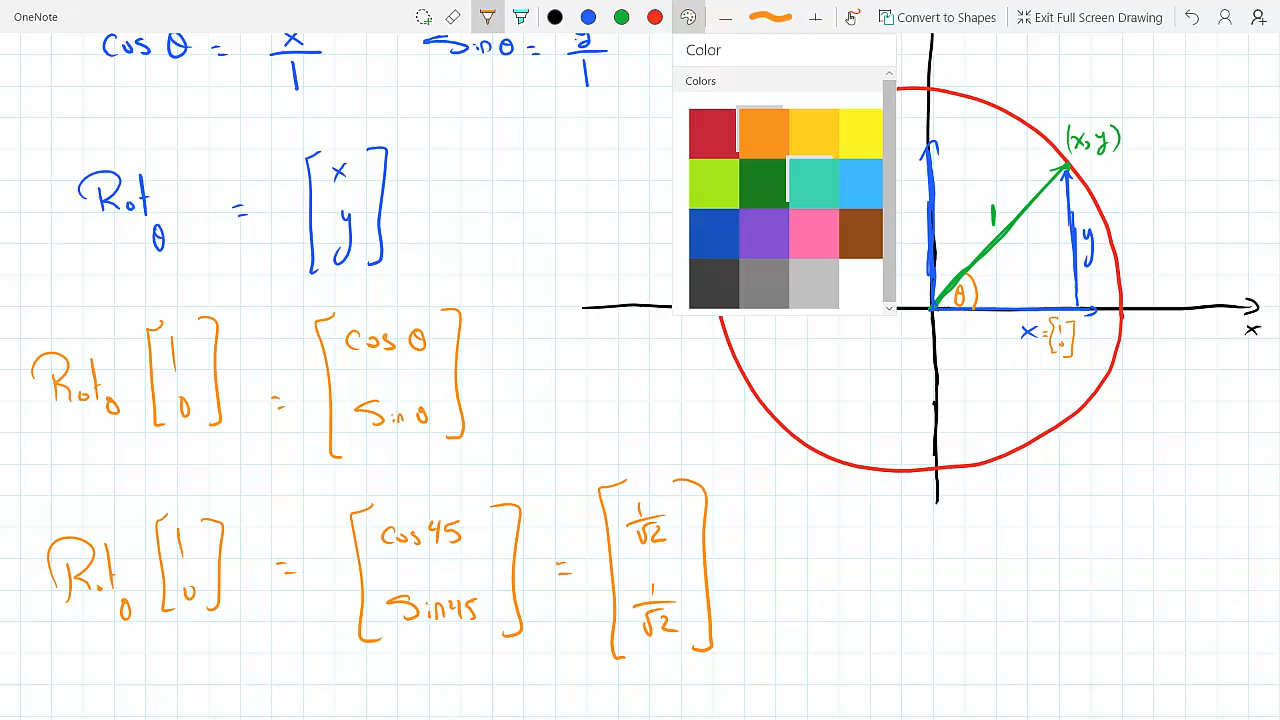 OneNote
Convert to Shapes
Exit Full Screen Drawing
Color
Colors
cos θ = x/1
sin θ = y/1
Rot θ = [x y]
Rot θ [1 0] = [cos θ sin θ]
Rot θ [1 0] = [cos 45 sin 45] = [1/√2 1/√2]
(x, y)
1
y
θ
x = [1 0]
x